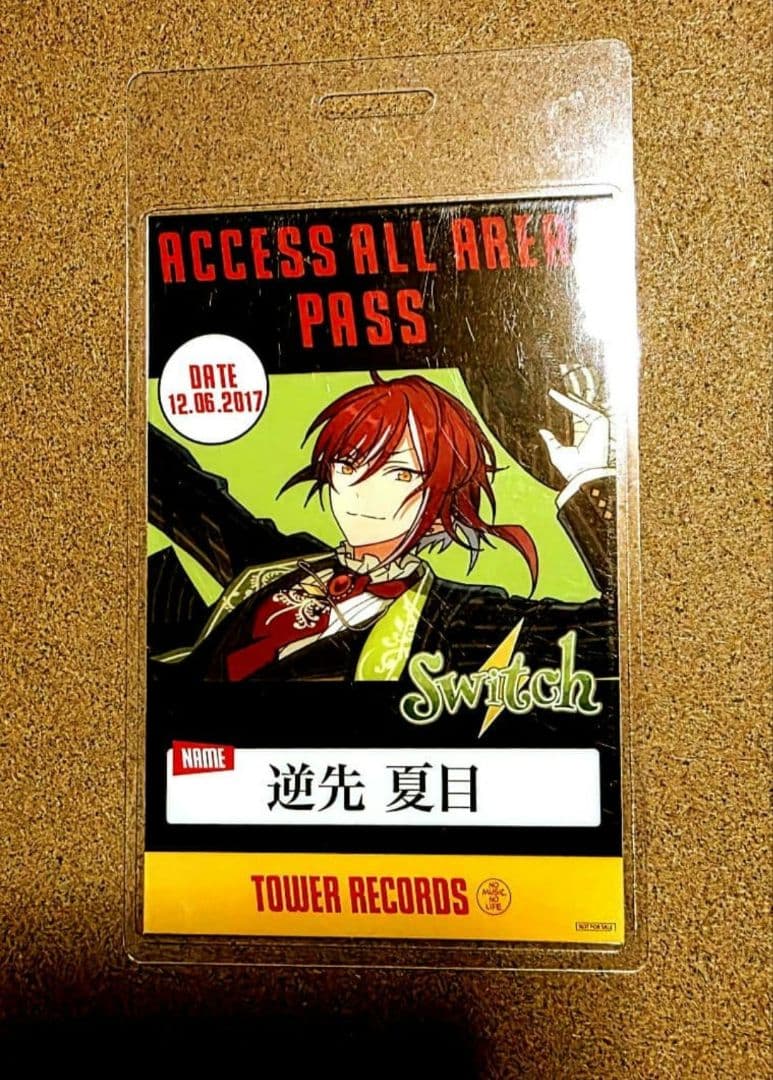 ACCESS ALL AREA
PASS
DATE
12.06.2017
Switch
NAME
逆先 夏目
TOWER RECORDS
NO
MUSIC,
NO
LIFE.
NOT FOR SALE